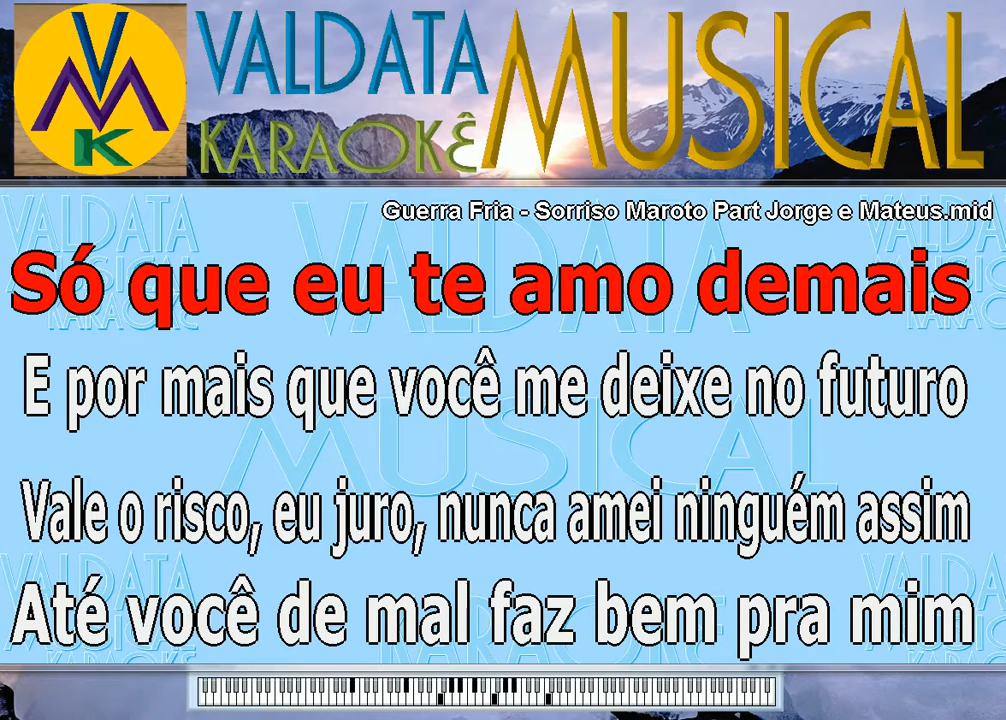 VMK
VALDATA
KARAOKÊ
MUSICAL
Guerra Fria - Sorriso Maroto Part Jorge e Mateus.mid
Só que eu te amo demais
E por mais que você me deixe no futuro
Vale o risco, eu juro, nunca amei ninguém assim
Até você de mal faz bem pra mim